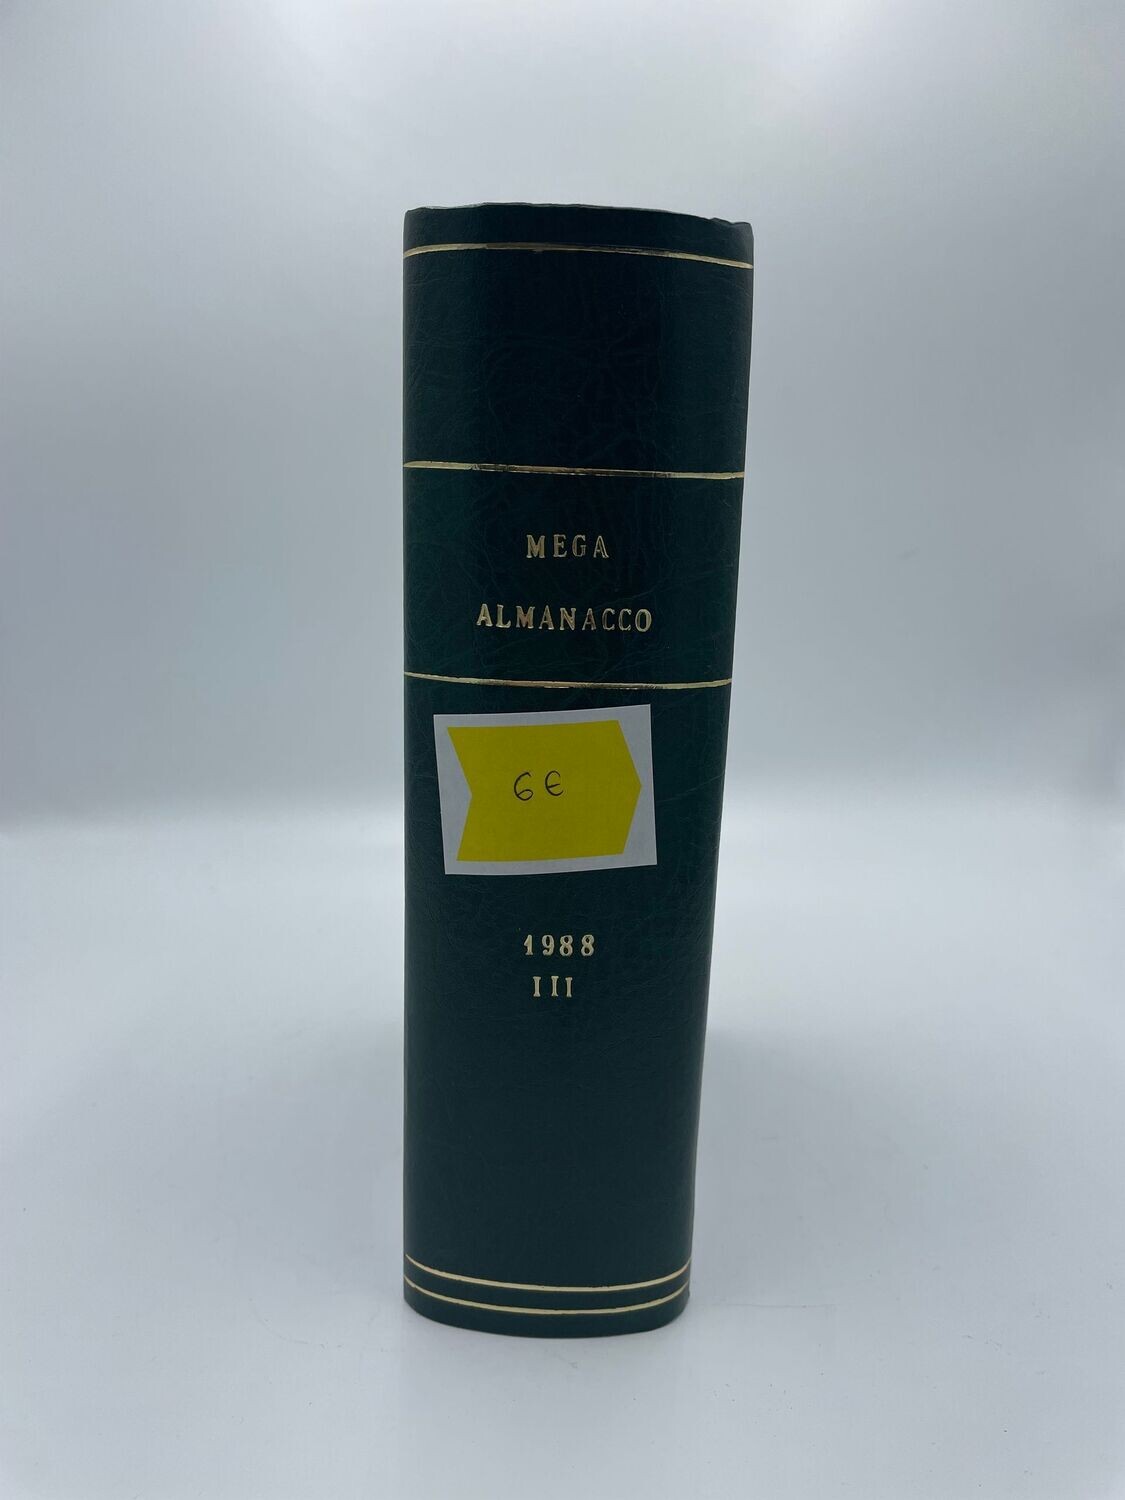 MEGA
ALMANACCO
6€
1988
III